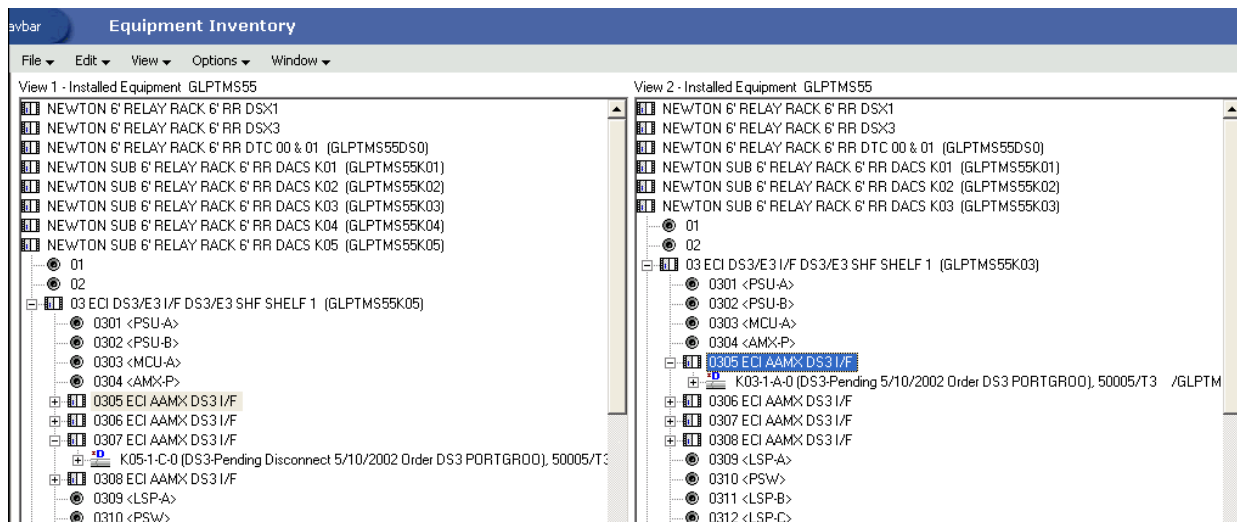 avbar
Equipment Inventory
File Edit View Options Window
View 1 - Installed Equipment GLPTMS55
NEWTON 6' RELAY RACK 6' RR DSX1
NEWTON 6' RELAY RACK 6' RR DSX3
NEWTON 6' RELAY RACK 6' RR DTC 00 & 01 (GLPTMS55DS0)
NEWTON SUB 6' RELAY RACK 6' RR DACS K01 (GLPTMS55K01)
NEWTON SUB 6' RELAY RACK 6' RR DACS K02 (GLPTMS55K02)
NEWTON SUB 6' RELAY RACK 6' RR DACS K03 (GLPTMS55K03)
NEWTON SUB 6' RELAY RACK 6' RR DACS K04 (GLPTMS55K04)
NEWTON SUB 6' RELAY RACK 6' RR DACS K05 (GLPTMS55K05)
01
02
03 ECI DS3/E3 I/F DS3/E3 SHF SHELF 1 (GLPTMS55K05)
0301 <PSU-A>
0302 <PSU-B>
0303 <MCU-A>
0304 <AMX-P>
0305 ECI AAMX DS3 I/F
0306 ECI AAMX DS3 I/F
0307 ECI AAMX DS3 I/F
K05-1-C-0 (DS3-Pending Disconnect 5/10/2002 Order DS3 PORTGROO), 50005/T3
0308 ECI AAMX DS3 I/F
0309 <LSP-A>
0310 <PSW>
View 2 - Installed Equipment GLPTMS55
NEWTON 6' RELAY RACK 6' RR DSX1
NEWTON 6' RELAY RACK 6' RR DSX3
NEWTON 6' RELAY RACK 6' RR DTC 00 & 01 (GLPTMS55DS0)
NEWTON SUB 6' RELAY RACK 6' RR DACS K01 (GLPTMS55K01)
NEWTON SUB 6' RELAY RACK 6' RR DACS K02 (GLPTMS55K02)
NEWTON SUB 6' RELAY RACK 6' RR DACS K03 (GLPTMS55K03)
01
02
03 ECI DS3/E3 I/F DS3/E3 SHF SHELF 1 (GLPTMS55K03)
0301 <PSU-A>
0302 <PSU-B>
0303 <MCU-A>
0304 <AMX-P>
0305 ECI AAMX DS3 I/F
K03-1-A-0 (DS3-Pending 5/10/2002 Order DS3 PORTGROO), 50005/T3 /GLPTM
0306 ECI AAMX DS3 I/F
0307 ECI AAMX DS3 I/F
0308 ECI AAMX DS3 I/F
0309 <LSP-A>
0310 <PSW>
0311 <LSP-B>
0312 <LSP-C>